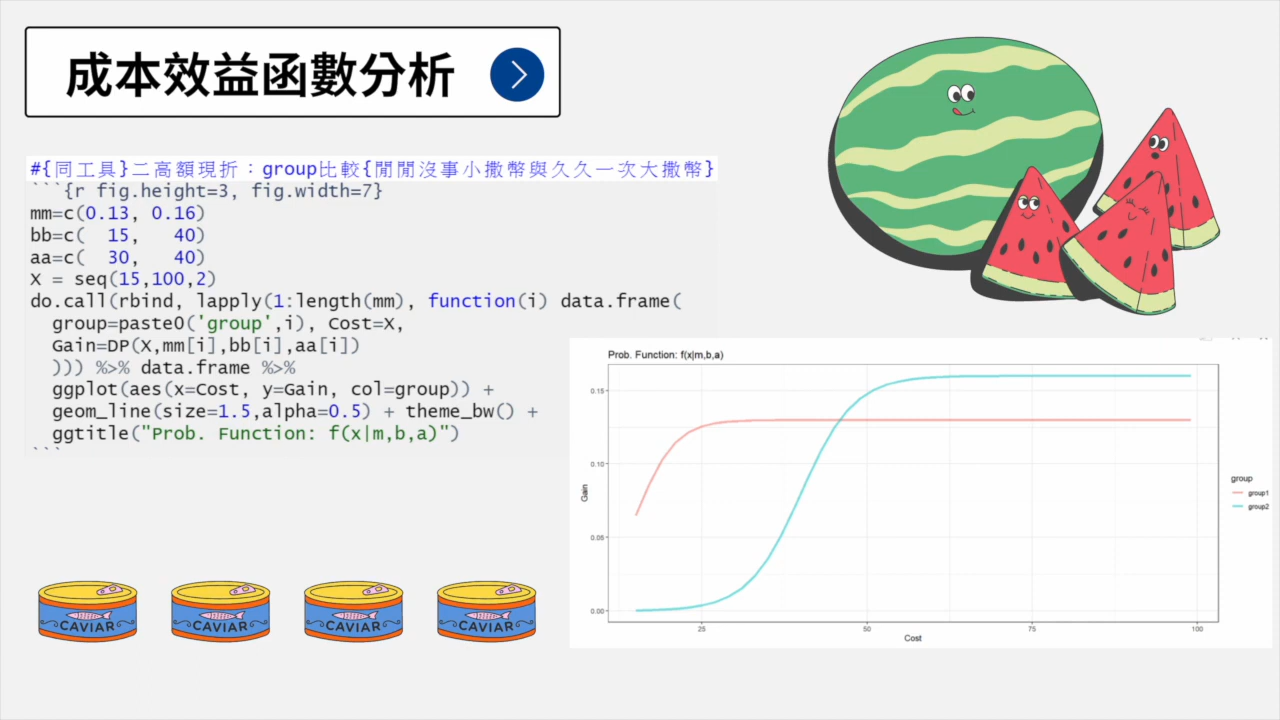 成本效益函數分析
#{同工具}二高額現折：group比較{閒閒沒事小撒幣與久久一次大撒幣}
```{r fig.height=3, fig.width=7}
mm=c(0.13, 0.16)
bb=c(  15,   40)
aa=c(  30,   40)
X = seq(15,100,2)
do.call(rbind, lapply(1:length(mm), function(i) data.frame(
  group=paste0('group',i), Cost=X,
  Gain=DP(X,mm[i],bb[i],aa[i])
  ))) %>% data.frame %>%
  ggplot(aes(x=Cost, y=Gain, col=group)) +
  geom_line(size=1.5,alpha=0.5) + theme_bw() +
  ggtitle("Prob. Function: f(x|m,b,a)")
```
Prob. Function: f(x|m,b,a)
0.15
0.10
0.05
0.00
Gain
25
50
75
100
Cost
group
group1
group2
CAVIAR
CAVIAR
CAVIAR
CAVIAR